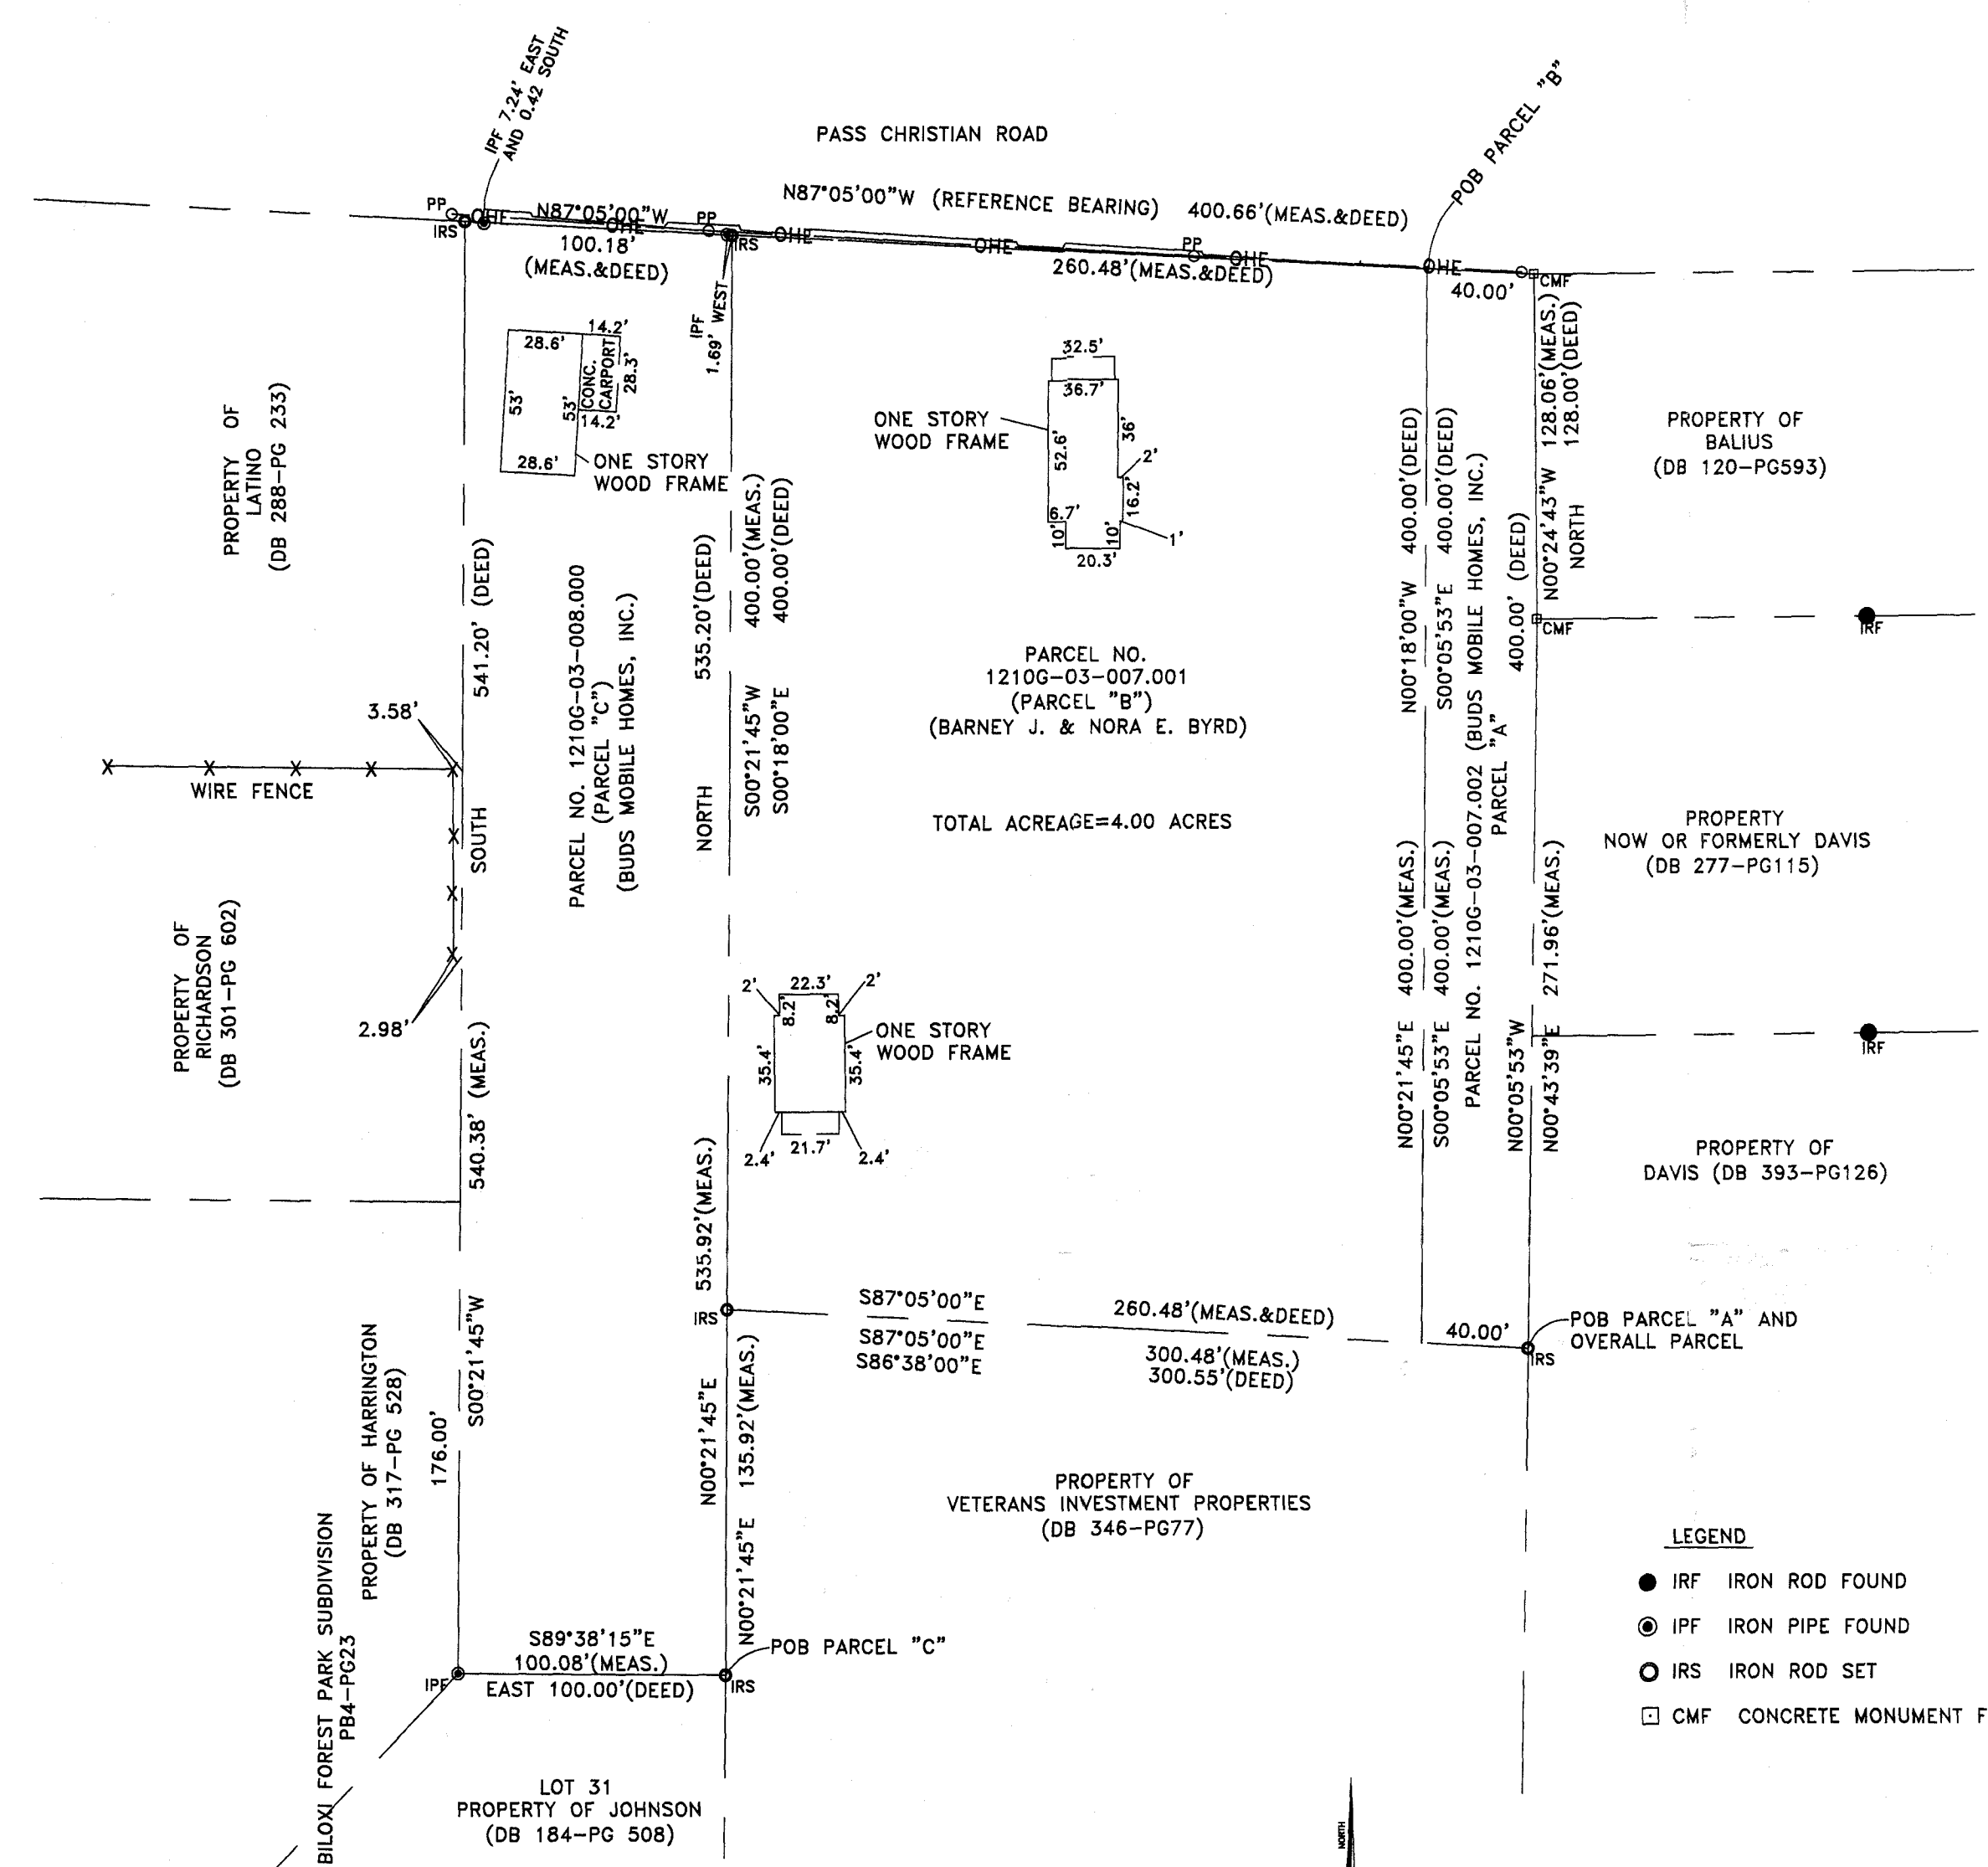 IPF 7.24' EAST
AND 0.42 SOUTH
PASS CHRISTIAN ROAD
POB PARCEL "B"
N87°05'00"W (REFERENCE BEARING) 400.66'(MEAS.&DEED)
PP
OHE
N87°05'00"W
PP
IRS
100.18'
(MEAS.&DEED)
OHE
IRS
OHE
OHE
PP
OHE
260.48'(MEAS.&DEED)
OHE
40.00'
CMF
IPF
1.69' WEST
14.2'
28.6'
CONC.
CARPORT
28.3'
53'
53'
14.2'
28.6'
ONE STORY
WOOD FRAME
32.5'
36.7'
ONE STORY
WOOD FRAME
52.6'
36'
2'
16.2'
6.7'
10'
10'
1'
20.3'
128.06'(MEAS.)
128.00'(DEED)
N00°24'43"W
NORTH
PROPERTY OF
BALIUS
(DB 120-PG593)
PROPERTY OF
LATINO
(DB 288-PG 233)
541.20' (DEED)
SOUTH
PARCEL NO. 1210G-03-008.000
(PARCEL "C")
(BUDS MOBILE HOMES, INC.)
535.20'(DEED)
NORTH
400.00'(MEAS.)
400.00'(DEED)
S00°21'45"W
S00°18'00"E
PARCEL NO.
1210G-03-007.001
(PARCEL "B")
(BARNEY J. & NORA E. BYRD)
TOTAL ACREAGE=4.00 ACRES
N00°18'00"W 400.00'(DEED)
S00°05'53"E 400.00'(DEED)
PARCEL NO. 1210G-03-007.002 (BUDS MOBILE HOMES, INC.)
PARCEL "A"
400.00' (DEED)
CMF
IRF
3.58'
WIRE FENCE
PROPERTY
NOW OR FORMERLY DAVIS
(DB 277-PG115)
PROPERTY OF
RICHARDSON
(DB 301-PG 602)
2.98'
540.38' (MEAS.)
S00°21'45"W
22.3'
2'
2'
8.2'
8.2'
35.4'
35.4'
ONE STORY
WOOD FRAME
2.4'
21.7'
2.4'
N00°21'45"E 400.00'(MEAS.)
S00°05'53"E 400.00'(MEAS.)
N00°05'53"W
N00°43'39"E 271.96'(MEAS.)
IRF
PROPERTY OF
DAVIS (DB 393-PG126)
535.92'(MEAS.)
N00°21'45"E
IRS
S87°05'00"E 260.48'(MEAS.&DEED)
S87°05'00"E 300.48'(MEAS.)
S86°38'00"E 300.55'(DEED)
40.00'
IRS
POB PARCEL "A" AND
OVERALL PARCEL
PROPERTY OF HARRINGTON
(DB 317-PG 528)
176.00'
N00°21'45"E 135.92'(MEAS.)
PROPERTY OF
VETERANS INVESTMENT PROPERTIES
(DB 346-PG77)
BILOXI FOREST PARK SUBDIVISION
PB4-PG23
S89°38'15"E
100.08'(MEAS.)
EAST 100.00'(DEED)
IPF
IRS
POB PARCEL "C"
LOT 31
PROPERTY OF JOHNSON
(DB 184-PG 508)
NORTH
LEGEND
IRF IRON ROD FOUND
IPF IRON PIPE FOUND
IRS IRON ROD SET
CMF CONCRETE MONUMENT F